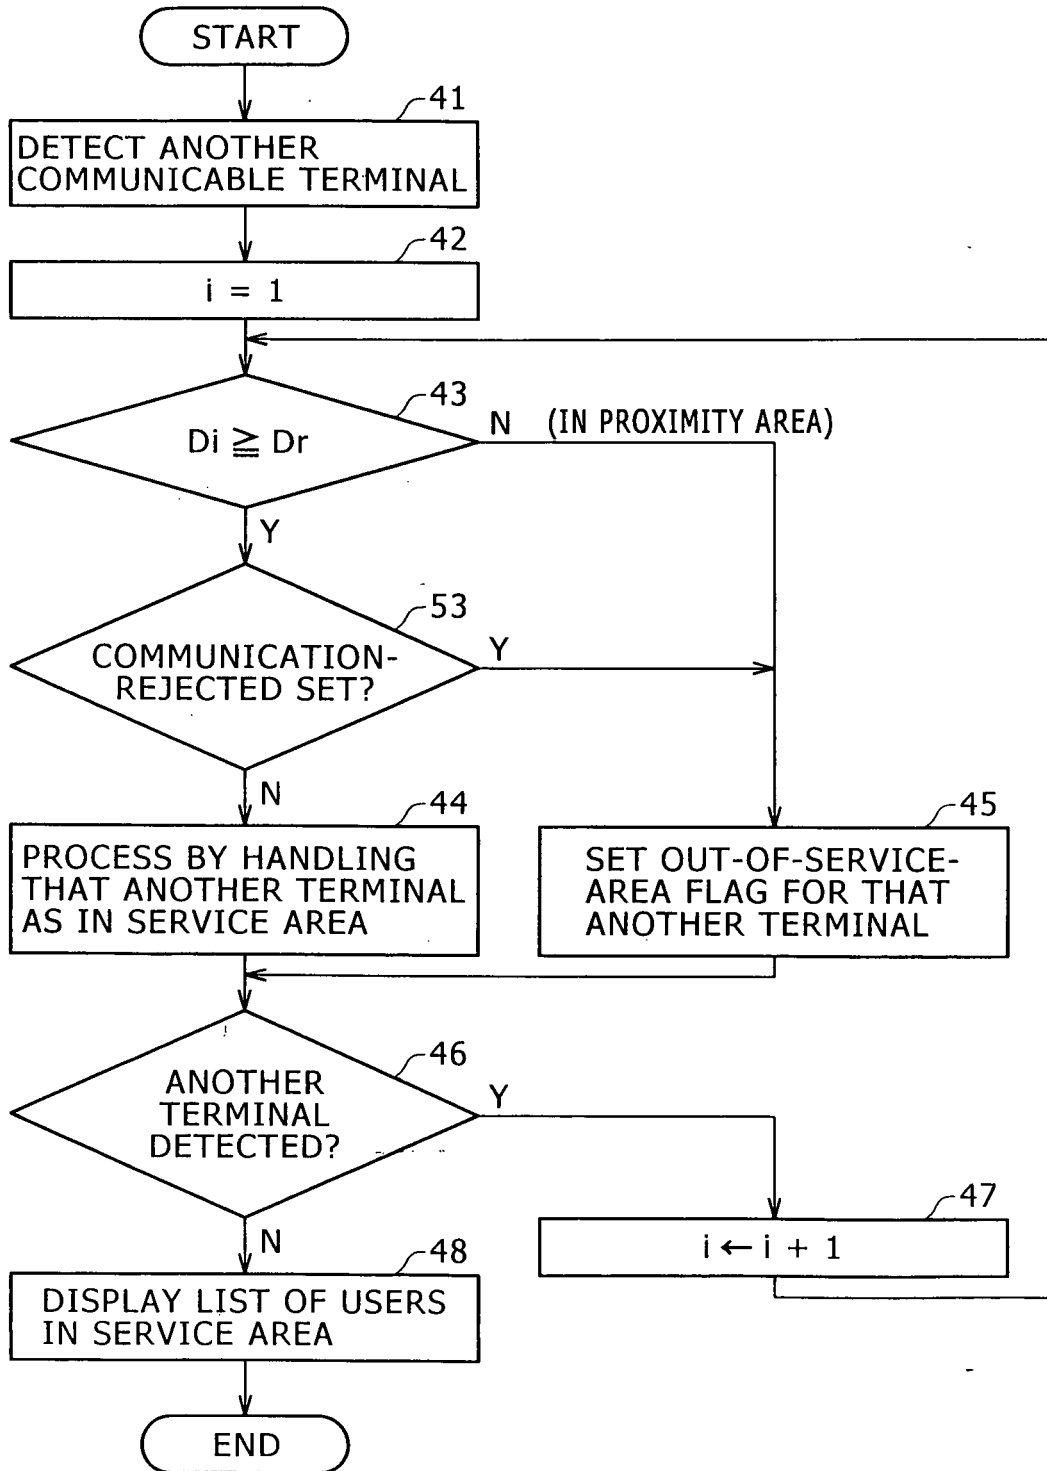 START
41
DETECT ANOTHER
COMMUNICABLE TERMINAL
42
i = 1
43
Di ≧ Dr
N (IN PROXIMITY AREA)
Y
53
COMMUNICATION-
REJECTED SET?
Y
N
44
PROCESS BY HANDLING
THAT ANOTHER TERMINAL
AS IN SERVICE AREA
45
SET OUT-OF-SERVICE-
AREA FLAG FOR THAT
ANOTHER TERMINAL
46
ANOTHER
TERMINAL
DETECTED?
Y
N
47
i ← i + 1
48
DISPLAY LIST OF USERS
IN SERVICE AREA
END